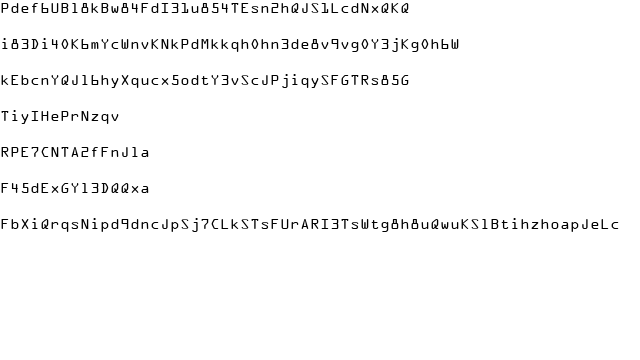 Pdef6UB18kBw84FdI31u854TEsn2hQJS1LcdNxQKQ
i83Di40K6mYcWnvKNkPdMkkqh0hn3de8v9vg0Y3jKg0h6W
kEbcnYQJ16hyXqucx5odtY3vScJPjiqySFGTRs85G
TiyIHePrNzqv
RPE7CNTA2fFnJ1a
F45dExGY13DQQxa
FbXiQrqsNipd9dncJpSj7CLkSTsFUrARI3TsWtg8h8uQwuKS1BtihzhoapJeLc